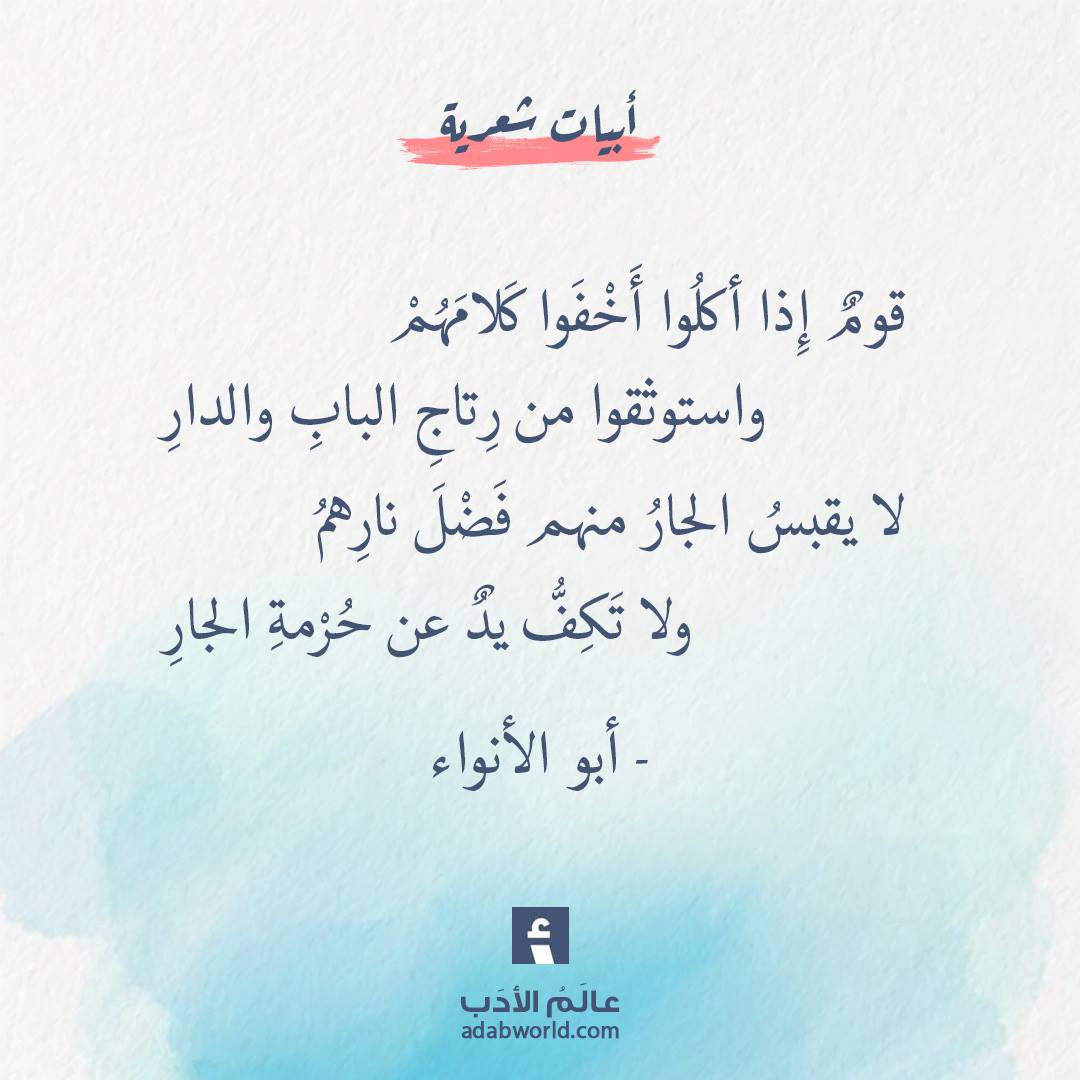 أبيات شعرية
قومٌ إِذا أكلُوا أَخْفَوا كَلامَهُمْ
واستوثقوا من رِتاجِ البابِ والدارِ
لا يقبسُ الجارُ منهم فَضْلَ نارِهمُ
ولا تَكِفُّ يدٌ عن حُرْمةِ الجارِ
- أبو الأنواء
أ
عالَمُ الأدَب
adabworld.com